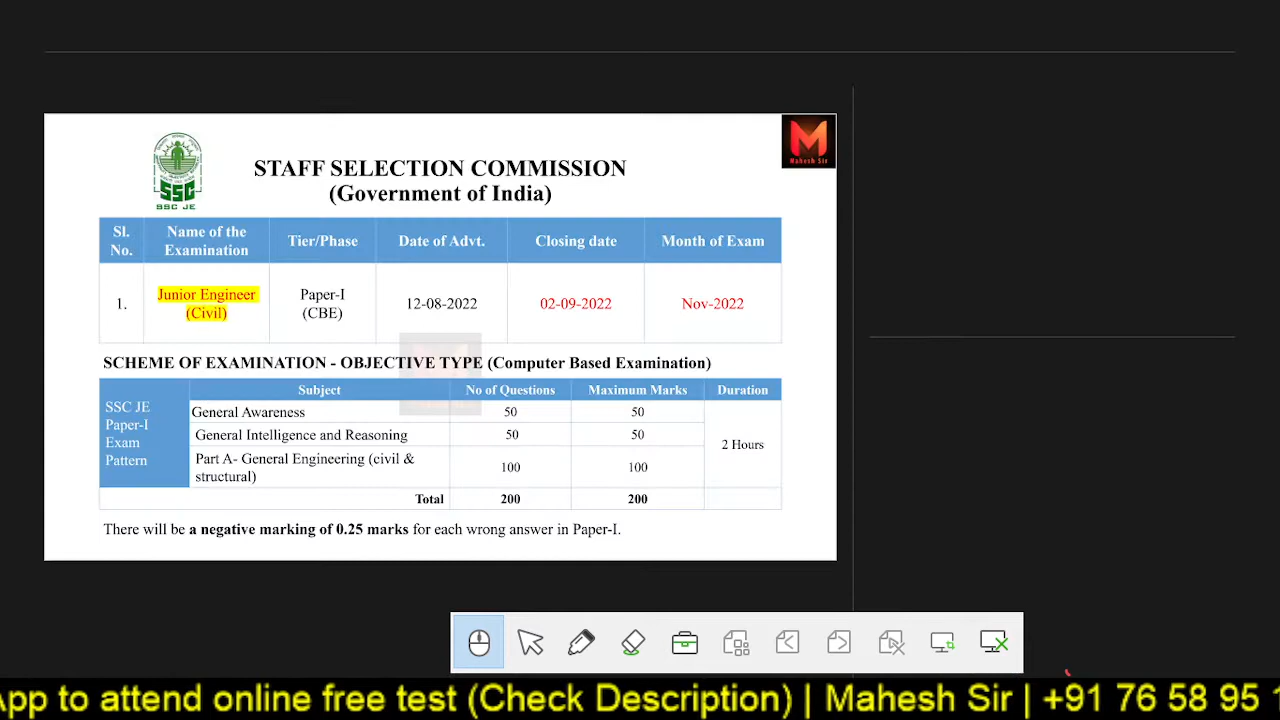 M
Mahesh Sir
SSC
SSC JE
STAFF SELECTION COMMISSION
(Government of India)
Sl. No. Name of the Examination Tier/Phase Date of Advt. Closing date Month of Exam
1. Junior Engineer (Civil) Paper-I (CBE) 12-08-2022 02-09-2022 Nov-2022
SCHEME OF EXAMINATION - OBJECTIVE TYPE (Computer Based Examination)
SSC JE
Paper-I
Exam
Pattern
Subject No of Questions Maximum Marks Duration
General Awareness 50 50
General Intelligence and Reasoning 50 50
2 Hours
Part A- General Engineering (civil &
structural) 100 100
Total 200 200
There will be a negative marking of 0.25 marks for each wrong answer in Paper-I.
App to attend online free test (Check Description) | Mahesh Sir | +91 76 58 95